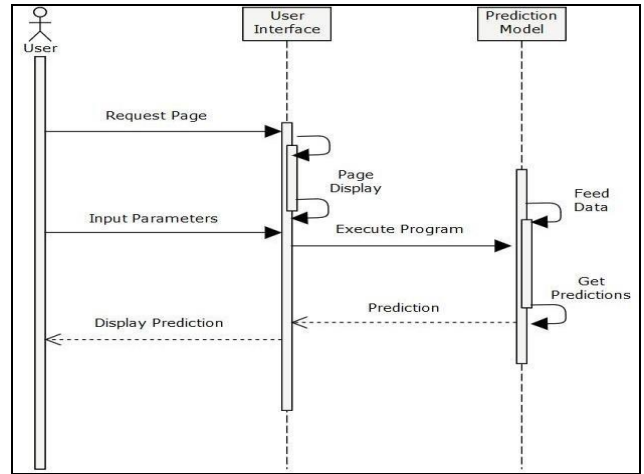 User
User
Interface
Prediction
Model
Request Page
Page
Display
Feed
Data
Input Parameters
Execute Program
Get
Predictions
Prediction
Display Prediction